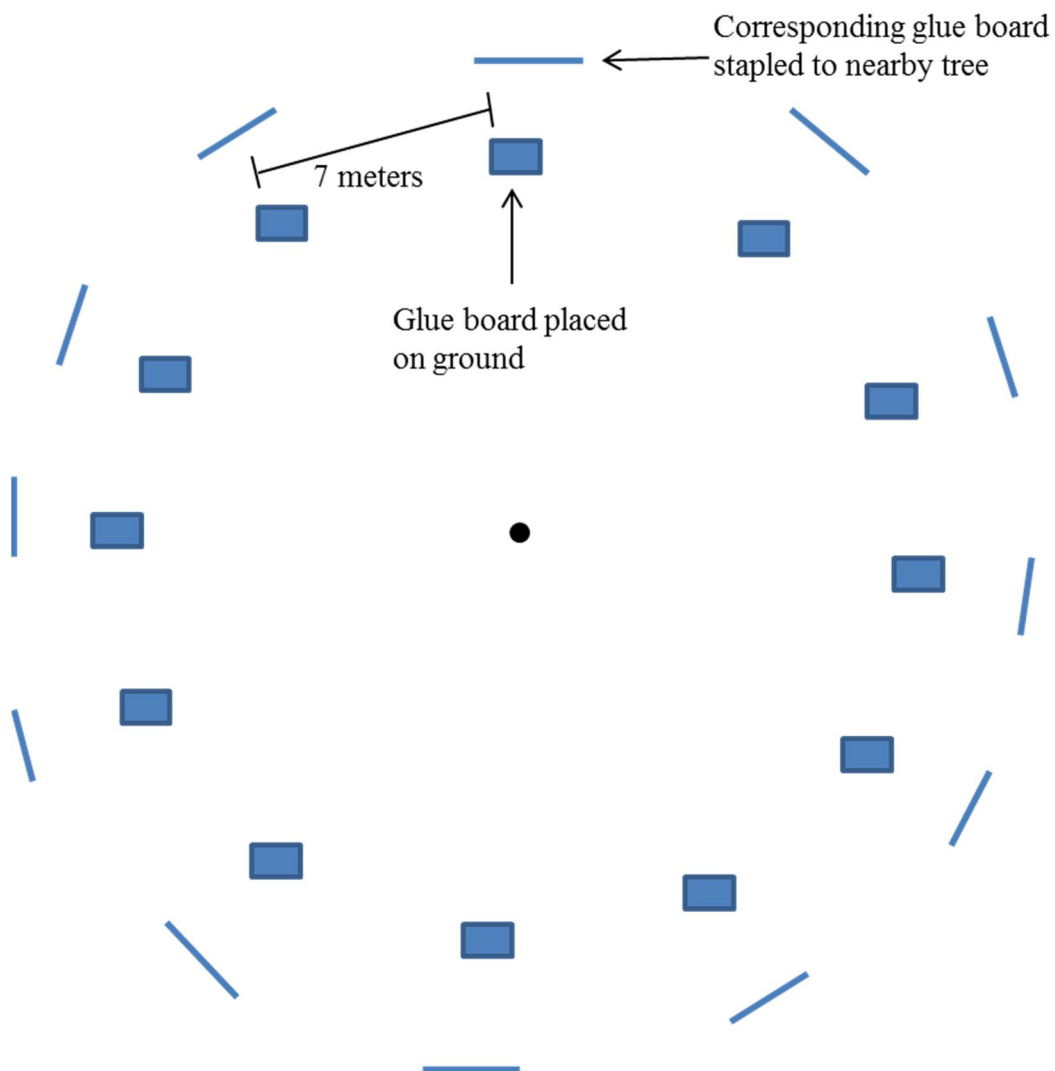 Corresponding glue board
stapled to nearby tree
7 meters
Glue board placed
on ground